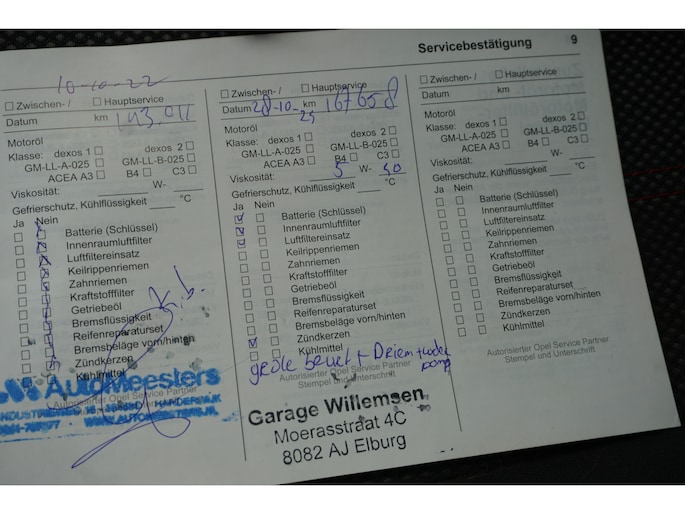 Servicebestätigung 9
10-10-22
Zwischen-/ Hauptservice
Datum km 143.011
Motoröl
Klasse: dexos 1 dexos 2
GM-LL-A-025 GM-LL-B-025
ACEA A3 B4 C3
Viskosität: W-
Gefrierschutz, Kühlflüssigkeit °C
Ja Nein
Batterie (Schlüssel)
Innenraumluftfilter
Luftfiltereinsatz
Keilrippenriemen
Zahnriemen
Kraftstofffilter
Getriebeöl
Bremsflüssigkeit
Reifenreparaturset
Bremsbeläge vorn/hinten
Zündkerzen
Kühlmittel
Autorisierter Opel Service Partner
AutoMeesters
WWW.AUTOMEESTERS.NL
Zwischen-/ Hauptservice
Datum 28-10-25 km 167658
Motoröl
Klasse: dexos 1 dexos 2
GM-LL-A-025 GM-LL-B-025
ACEA A3 B4 C3
Viskosität: 5 W- 30
Gefrierschutz, Kühlflüssigkeit °C
Ja Nein
Batterie (Schlüssel)
Innenraumluftfilter
Luftfiltereinsatz
Keilrippenriemen
Zahnriemen
Kraftstofffilter
Getriebeöl
Bremsflüssigkeit
Reifenreparaturset
Bremsbeläge vorn/hinten
Zündkerzen
Kühlmittel
grote beurt + Driem + water
pomp
Autorisierter Opel Service Partner
Stempel und Unterschrift
Garage Willemsen
Moerasstraat 4C
8082 AJ Elburg
Zwischen-/ Hauptservice
Datum km
Motoröl
Klasse: dexos 1 dexos 2
GM-LL-A-025 GM-LL-B-025
ACEA A3 B4 C3
Viskosität: W-
Gefrierschutz, Kühlflüssigkeit °C
Ja Nein
Batterie (Schlüssel)
Innenraumluftfilter
Luftfiltereinsatz
Keilrippenriemen
Zahnriemen
Kraftstofffilter
Getriebeöl
Bremsflüssigkeit
Reifenreparaturset
Bremsbeläge vorn/hinten
Zündkerzen
Kühlmittel
Autorisierter Opel Service Partner
Stempel und Unterschrift